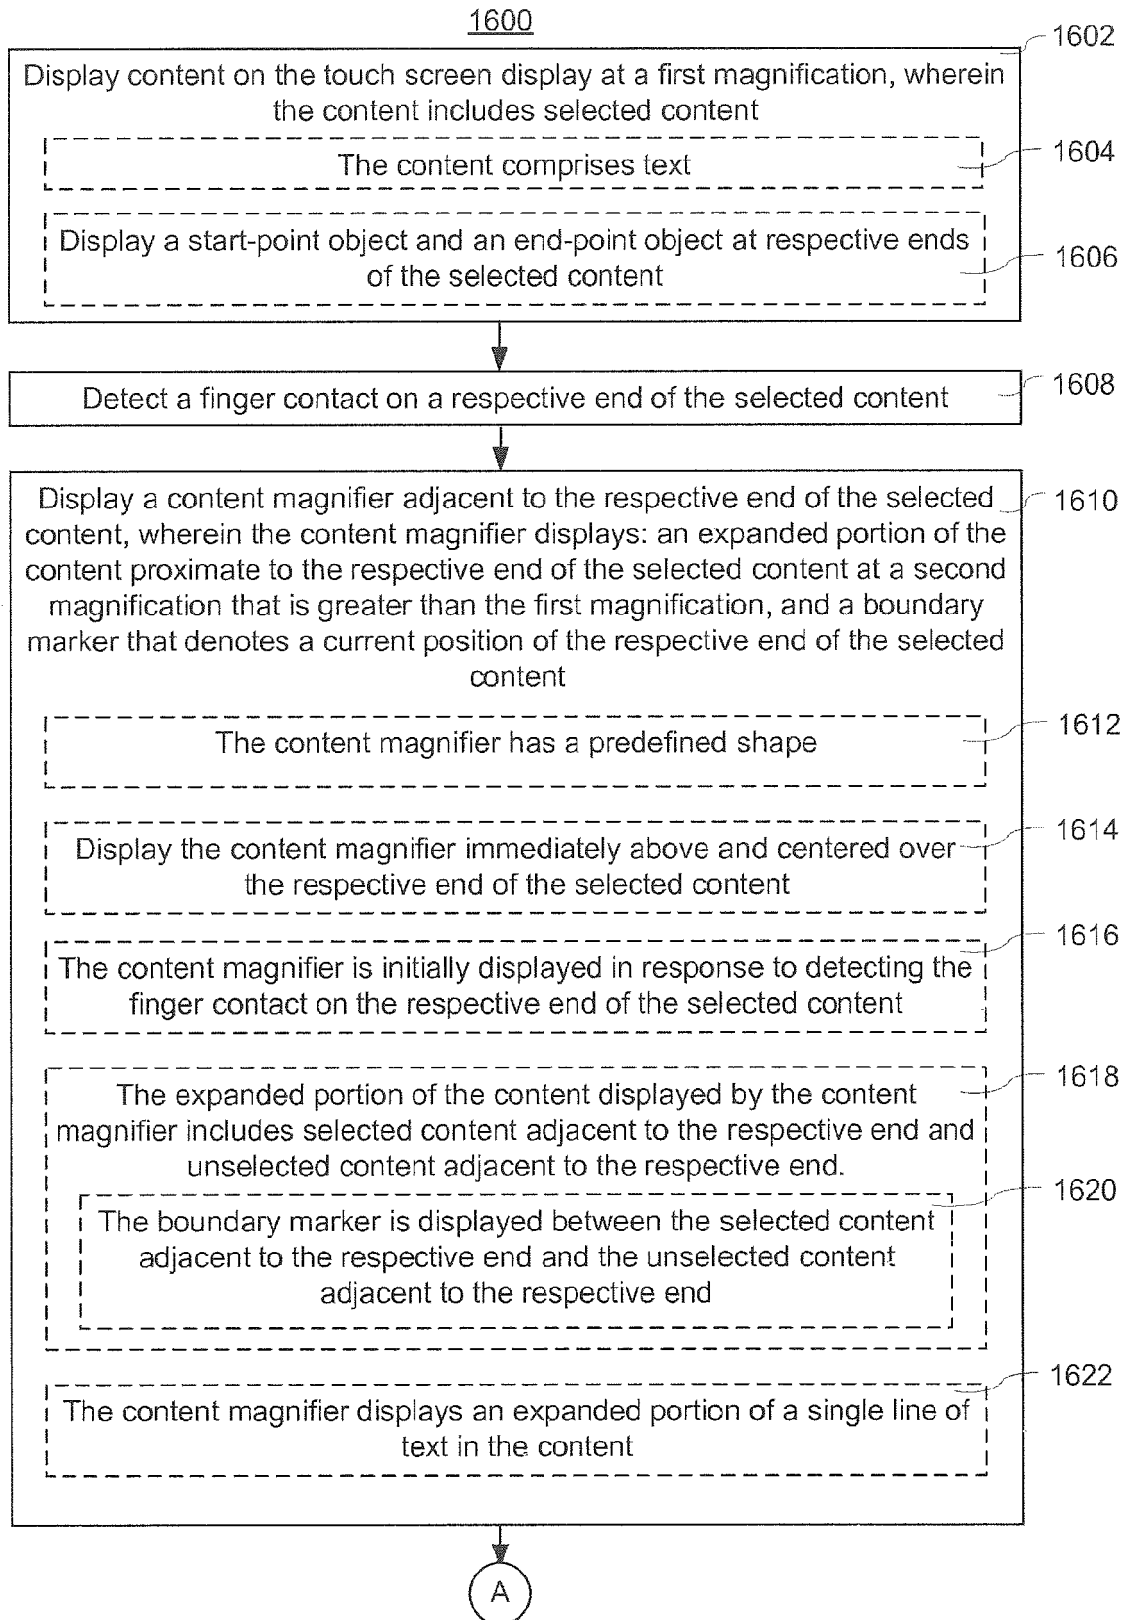 1600
1602
Display content on the touch screen display at a first magnification, wherein
the content includes selected content
1604
The content comprises text
Display a start-point object and an end-point object at respective ends
1606
of the selected content
1608
Detect a finger contact on a respective end of the selected content
Display a content magnifier adjacent to the respective end of the selected
1610
content, wherein the content magnifier displays: an expanded portion of the
content proximate to the respective end of the selected content at a second
magnification that is greater than the first magnification, and a boundary
marker that denotes a current position of the respective end of the selected
content
1612
The content magnifier has a predefined shape
1614
Display the content magnifier immediately above and centered over
the respective end of the selected content
1616
The content magnifier is initially displayed in response to detecting the
finger contact on the respective end of the selected content
1618
The expanded portion of the content displayed by the content
magnifier includes selected content adjacent to the respective end and
unselected content adjacent to the respective end.
1620
The boundary marker is displayed between the selected content
adjacent to the respective end and the unselected content
adjacent to the respective end
1622
The content magnifier displays an expanded portion of a single line of
text in the content
A